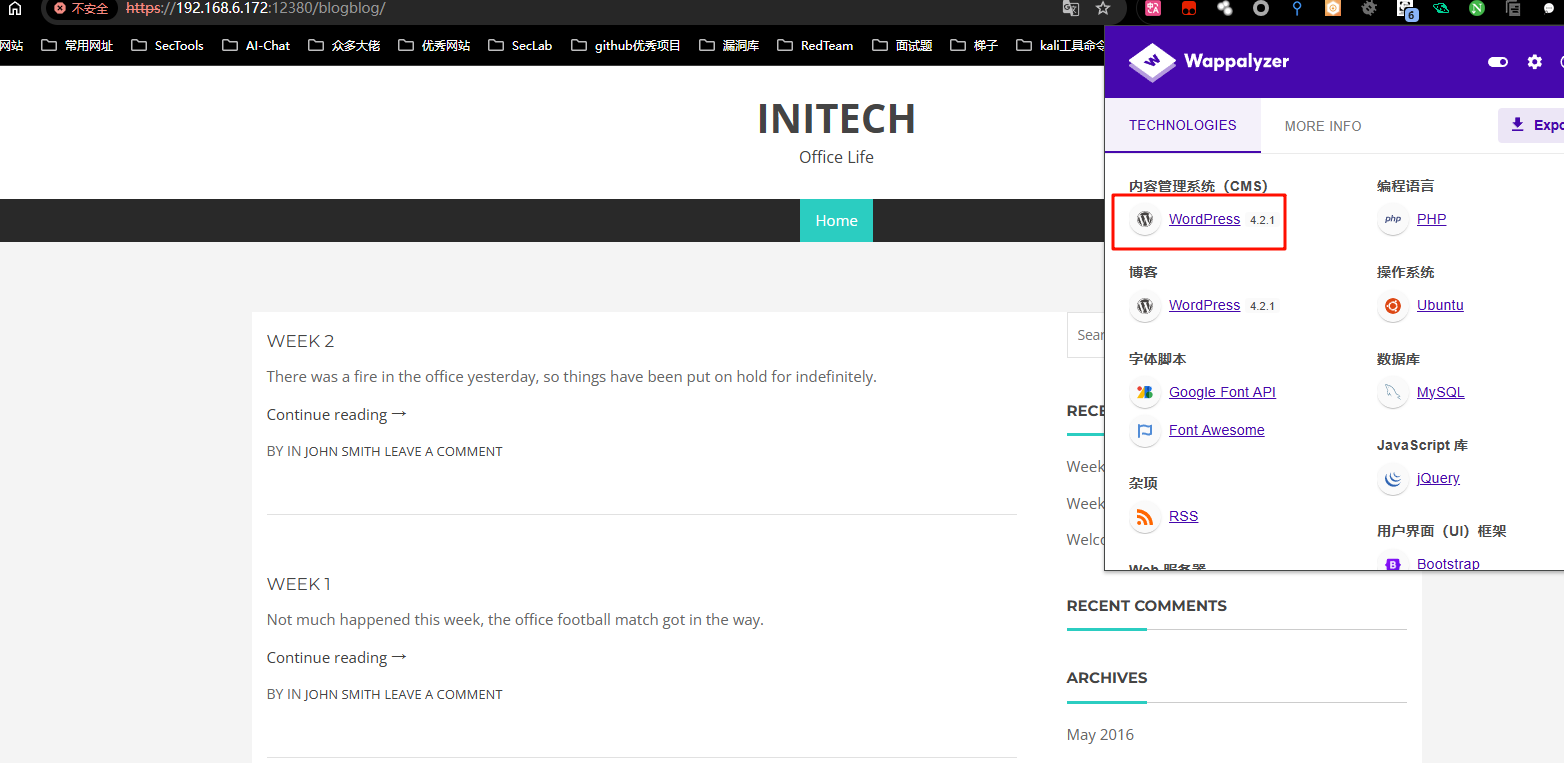 不安全 https://192.168.6.172:12380/blogblog/
网站 常用网址 SecTools AI-Chat 众多大佬 优秀网站 SecLab github优秀项目 漏洞库 RedTeam 面试题 梯子 kali工具命令
6
INITECH
Office Life
Home
WEEK 2
There was a fire in the office yesterday, so things have been put on hold for indefinitely.
Continue reading →
BY IN JOHN SMITH LEAVE A COMMENT
WEEK 1
Not much happened this week, the office football match got in the way.
Continue reading →
BY IN JOHN SMITH LEAVE A COMMENT
Sear
RECE
Week
Week
Welco
RECENT COMMENTS
ARCHIVES
May 2016
Wappalyzer
TECHNOLOGIES MORE INFO Expo
内容管理系统（CMS）
WordPress 4.2.1
博客
WordPress 4.2.1
字体脚本
Google Font API
Font Awesome
杂项
RSS
Web 服务器
编程语言
php PHP
操作系统
Ubuntu
数据库
MySQL
JavaScript 库
jQuery
用户界面（UI）框架
Bootstrap